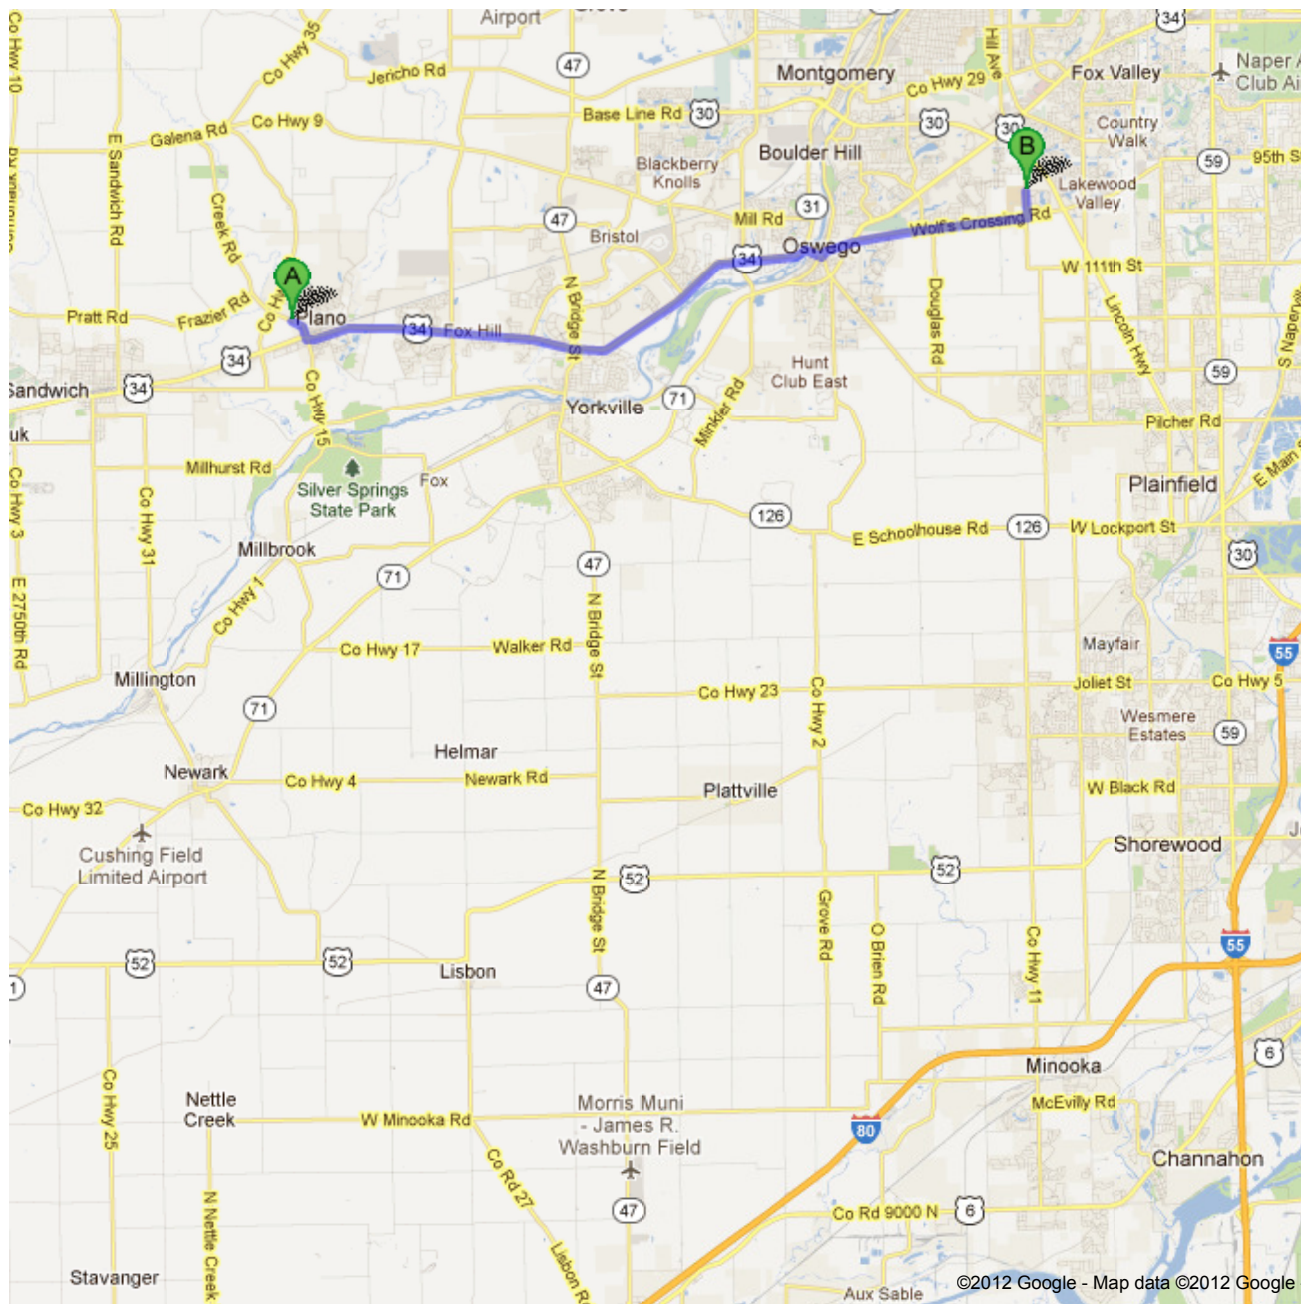 Airport
34
Co Hwy 10
Co Hwy 35
47
Hill Ave
Jericho Rd
Montgomery
Co Hwy 29
Fox Valley
Base Line Rd
30
30
30
Galena Rd
Co Hwy 9
E Sandwich Rd
Country
Walk
Boulder Hill
B
59
95th St
Blackberry
Knolls
Lakewood
Valley
Creek Rd
47
31
Mill Rd
Wolf's Crossing Rd
Bristol
Oswego
34
A
W 111th St
N Bridge St
Douglas Rd
Lincoln Hwy
Frazier Rd
Pratt Rd
Plano
34
Fox Hill
34
Hunt
Club East
59
34
Sandwich
Co Hwy 15
71
Minkler Rd
Yorkville
Pilcher Rd
Millhurst Rd
Fox
Silver Springs
State Park
Co Hwy 3
Co Hwy 31
Plainfield
126
E Schoolhouse Rd
126
W Lockport St
30
Millbrook
47
71
Co Hwy 1
E 2750th Rd
N Bridge St
Co Hwy 17
Walker Rd
Mayfair
55
Millington
Co Hwy 23
Co Hwy 2
Joliet St
Co Hwy 5
71
Wesmere
Estates
59
Helmar
Newark
Co Hwy 4
Newark Rd
Plattville
W Black Rd
Co Hwy 32
Cushing Field
Limited Airport
Shorewood
52
52
N Bridge St
Grove Rd
O Brien Rd
Co Hwy 11
55
52
52
Lisbon
47
6
Minooka
Co Hwy 25
Nettle
Creek
W Minooka Rd
Morris Muni
- James R.
Washburn Field
McEvilly Rd
80
Channahon
Co Rd 27
N Nettle Creek
47
Co Rd 9000 N
6
Stavanger
Aux Sable
©2012 Google - Map data ©2012 Google